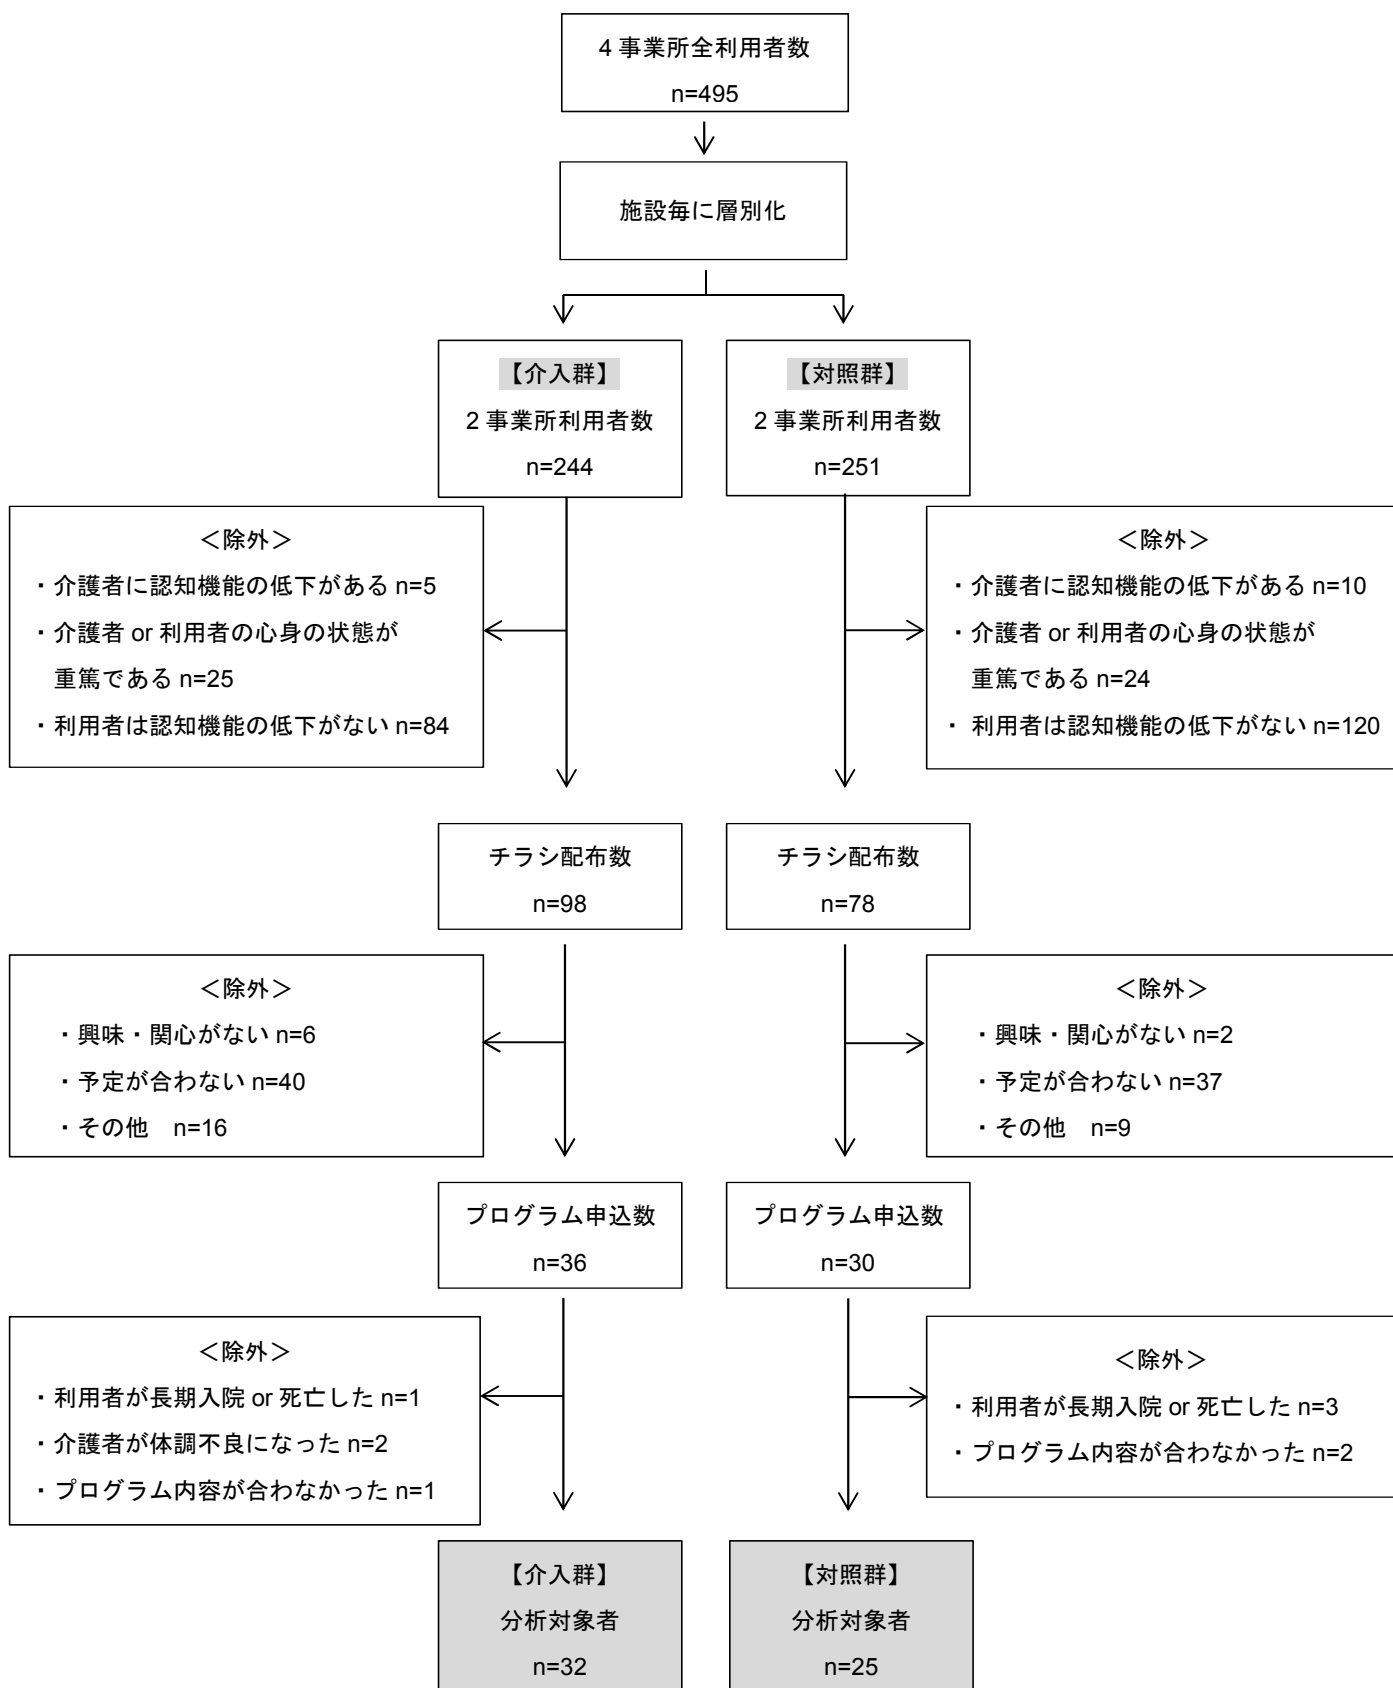 4 事業所全利用者数
n=495
施設毎に層別化
【介入群】
2 事業所利用者数
n=244
【対照群】
2 事業所利用者数
n=251
＜除外＞
・介護者に認知機能の低下がある n=5
・介護者 or 利用者の心身の状態が
重篤である n=25
・利用者は認知機能の低下がない n=84
＜除外＞
・介護者に認知機能の低下がある n=10
・介護者 or 利用者の心身の状態が
重篤である n=24
・ 利用者は認知機能の低下がない n=120
チラシ配布数
n=98
チラシ配布数
n=78
＜除外＞
・興味・関心がない n=6
・予定が合わない n=40
・その他　n=16
＜除外＞
・興味・関心がない n=2
・予定が合わない n=37
・その他　n=9
プログラム申込数
n=36
プログラム申込数
n=30
＜除外＞
・利用者が長期入院 or 死亡した n=1
・介護者が体調不良になった n=2
・プログラム内容が合わなかった n=1
＜除外＞
・利用者が長期入院 or 死亡した n=3
・プログラム内容が合わなかった n=2
【介入群】
分析対象者
n=32
【対照群】
分析対象者
n=25